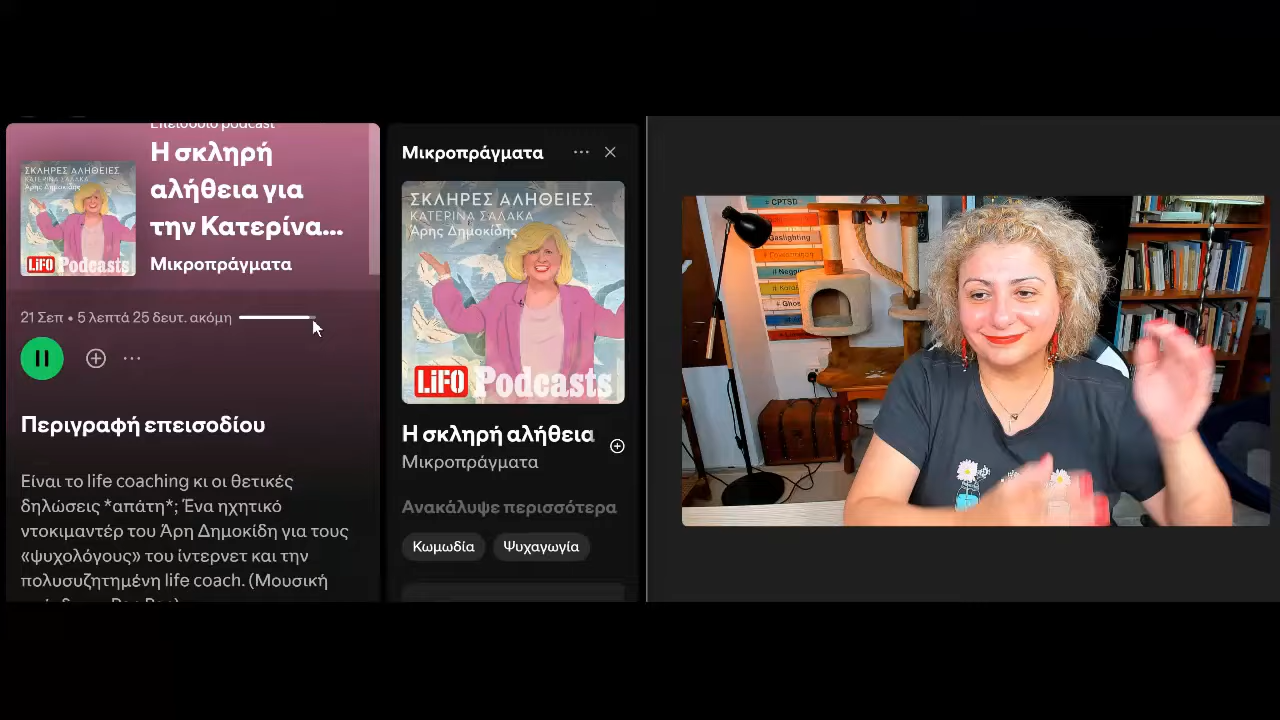 Επεισόδιο podcast
Η σκληρή
αλήθεια για
την Κατερίνα...
Μικροπράγματα
ΣΚΛΗΡΕΣ ΑΛΗΘΕΙΕΣ
ΚΑΤΕΡΙΝΑ ΣΑΛΑΚΑ
Άρης Δημοκίδης
LiFO Podcasts
21 Σεπ • 5 λεπτά 25 δευτ. ακόμη
Περιγραφή επεισοδίου
Είναι το life coaching κι οι θετικές
δηλώσεις *απάτη*; Ένα ηχητικό
ντοκιμαντέρ του Άρη Δημοκίδη για τους
«ψυχολόγους» του ίντερνετ και την
πολυσυζητημένη life coach. (Μουσική
Μικροπράγματα
ΣΚΛΗΡΕΣ ΑΛΗΘΕΙΕΣ
ΚΑΤΕΡΙΝΑ ΣΑΛΑΚΑ
Άρης Δημοκίδης
LiFO Podcasts
Η σκληρή αλήθεια
Μικροπράγματα
Ανακάλυψε περισσότερα
Κωμωδία
Ψυχαγωγία
# CPTSD
Gaslighting